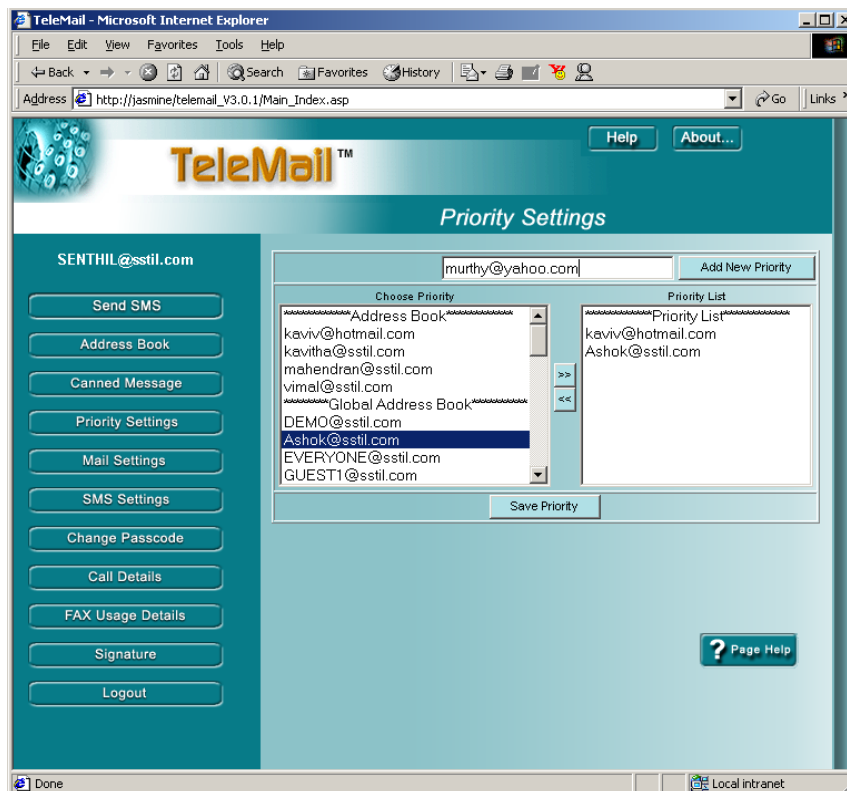 TeleMail - Microsoft Internet Explorer
File Edit View Favorites Tools Help
Back Search Favorites History
Address http://jasmine/telemail_V3.0.1/Main_Index.asp Go Links
Help About...
TeleMail™
Priority Settings
SENTHIL@sstil.com
murthy@yahoo.com Add New Priority
Choose Priority Priority List
************Address Book************ ************Priority List************
kaviv@hotmail.com kaviv@hotmail.com
kavitha@sstil.com Ashok@sstil.com
mahendran@sstil.com
vimal@sstil.com
********Global Address Book**********
DEMO@sstil.com
Ashok@sstil.com
EVERYONE@sstil.com
GUEST1@sstil.com
>>
<<
Save Priority
Send SMS
Address Book
Canned Message
Priority Settings
Mail Settings
SMS Settings
Change Passcode
Call Details
FAX Usage Details
Signature
Logout
? Page Help
Done Local intranet